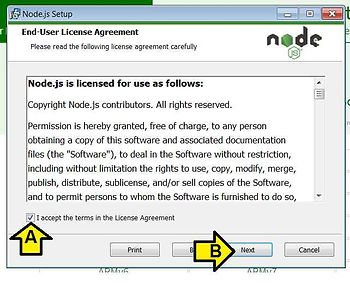 Node.js Setup
End-User License Agreement
Please read the following license agreement carefully
node
JS
Node.js is licensed for use as follows:
Copyright Node.js contributors. All rights reserved.
Permission is hereby granted, free of charge, to any person
obtaining a copy of this software and associated documentation
files (the "Software"), to deal in the Software without restriction,
including without limitation the rights to use, copy, modify, merge,
publish, distribute, sublicense, and/or sell copies of the Software,
and to permit persons to whom the Software is furnished to do so,
I accept the terms in the License Agreement
A
Print
B
B
Next
Cancel
ARMv6
ARMv7